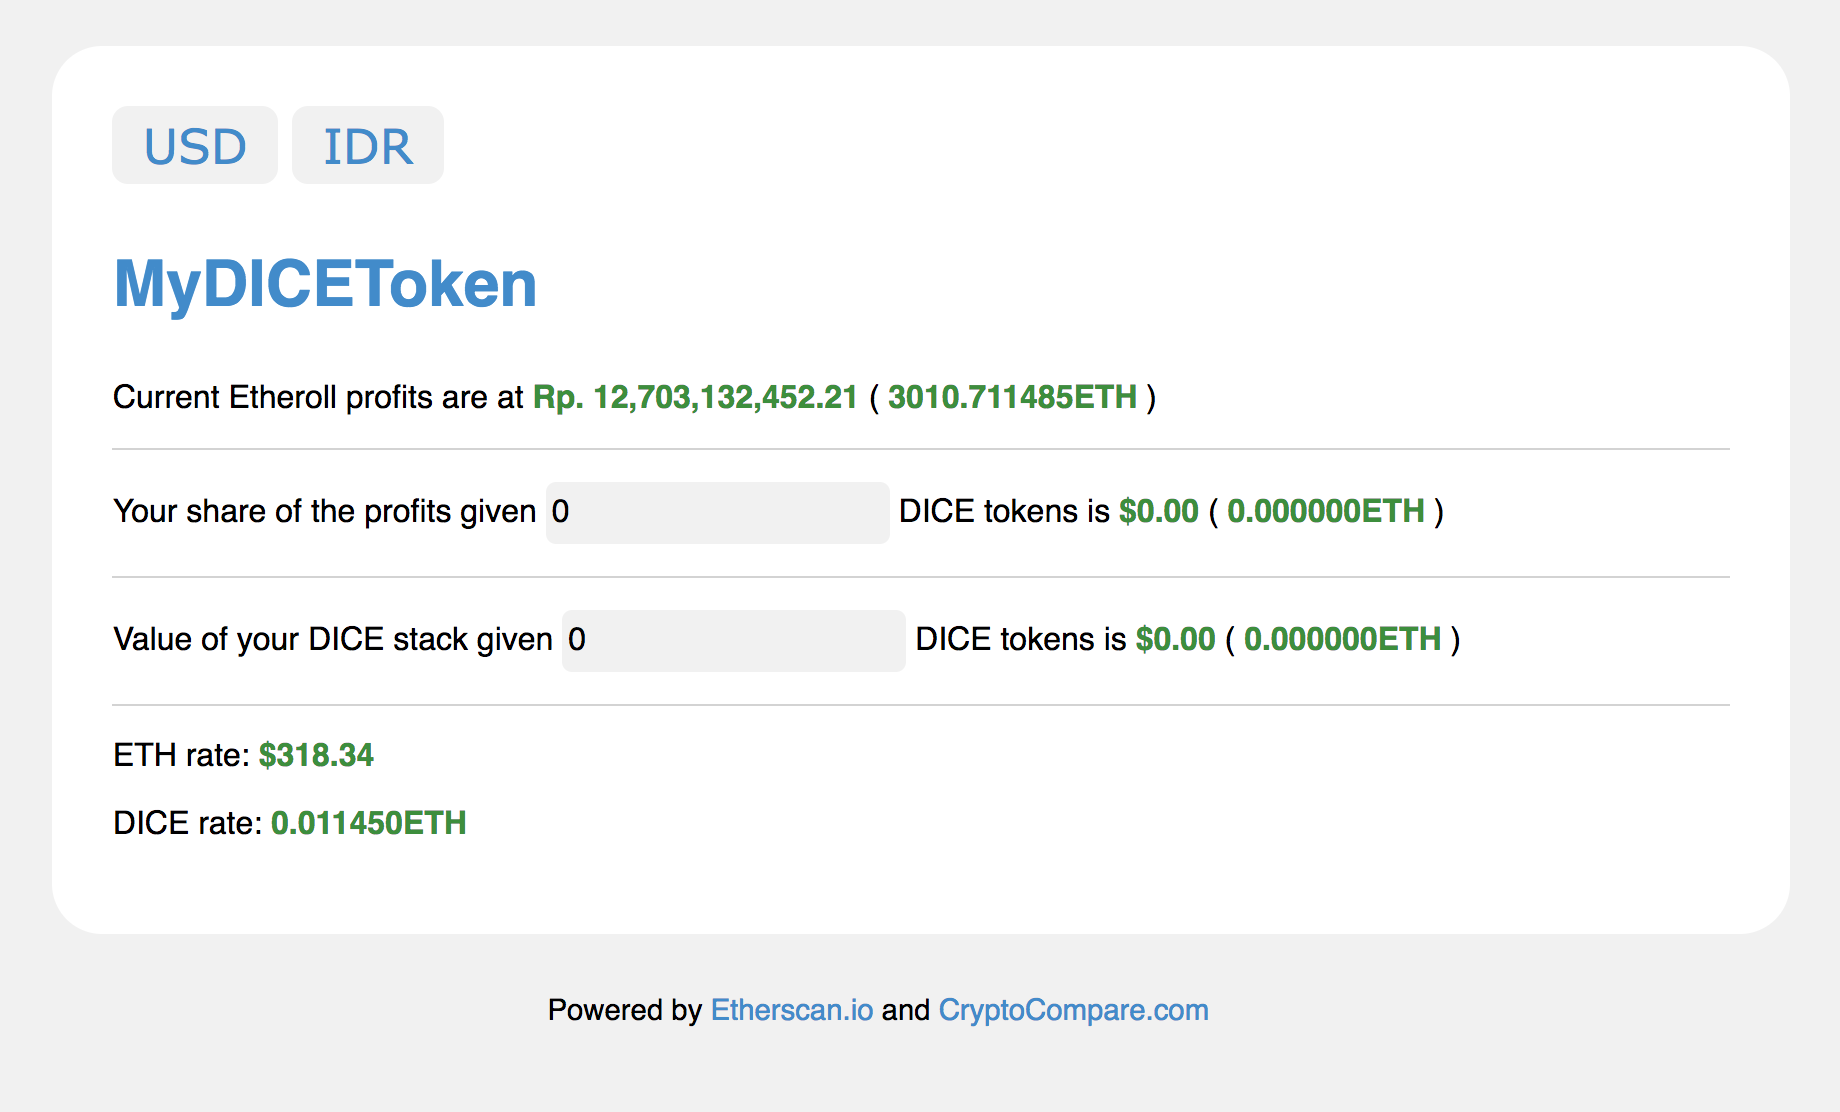 USD IDR
MyDICEToken
Current Etheroll profits are at Rp. 12,703,132,452.21 ( 3010.711485ETH )
Your share of the profits given 0 DICE tokens is $0.00 ( 0.000000ETH )
Value of your DICE stack given 0 DICE tokens is $0.00 ( 0.000000ETH )
ETH rate: $318.34
DICE rate: 0.011450ETH
Powered by Etherscan.io and CryptoCompare.com